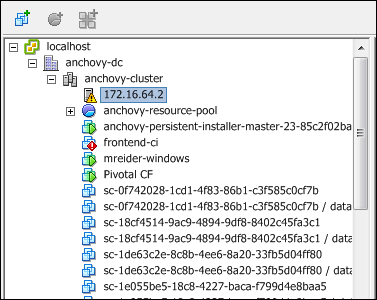 localhost
anchovy-dc
anchovy-cluster
172.16.64.2
anchovy-resource-pool
anchovy-persistent-installer-master-23-85c2f02ba
frontend-ci
mreider-windows
Pivotal CF
sc-0f742028-1cd1-4f83-86b1-c3f585c0cf7b
sc-0f742028-1cd1-4f83-86b1-c3f585c0cf7b / data
sc-18cf4514-9ac9-4894-9df8-8402c45fa3c1
sc-18cf4514-9ac9-4894-9df8-8402c45fa3c1 / data
sc-1de63c2e-8c8b-4ee6-8a20-33fb5d04ff80
sc-1de63c2e-8c8b-4ee6-8a20-33fb5d04ff80 / data
sc-1e055be5-18c8-4227-baca-f799d4e8baa5